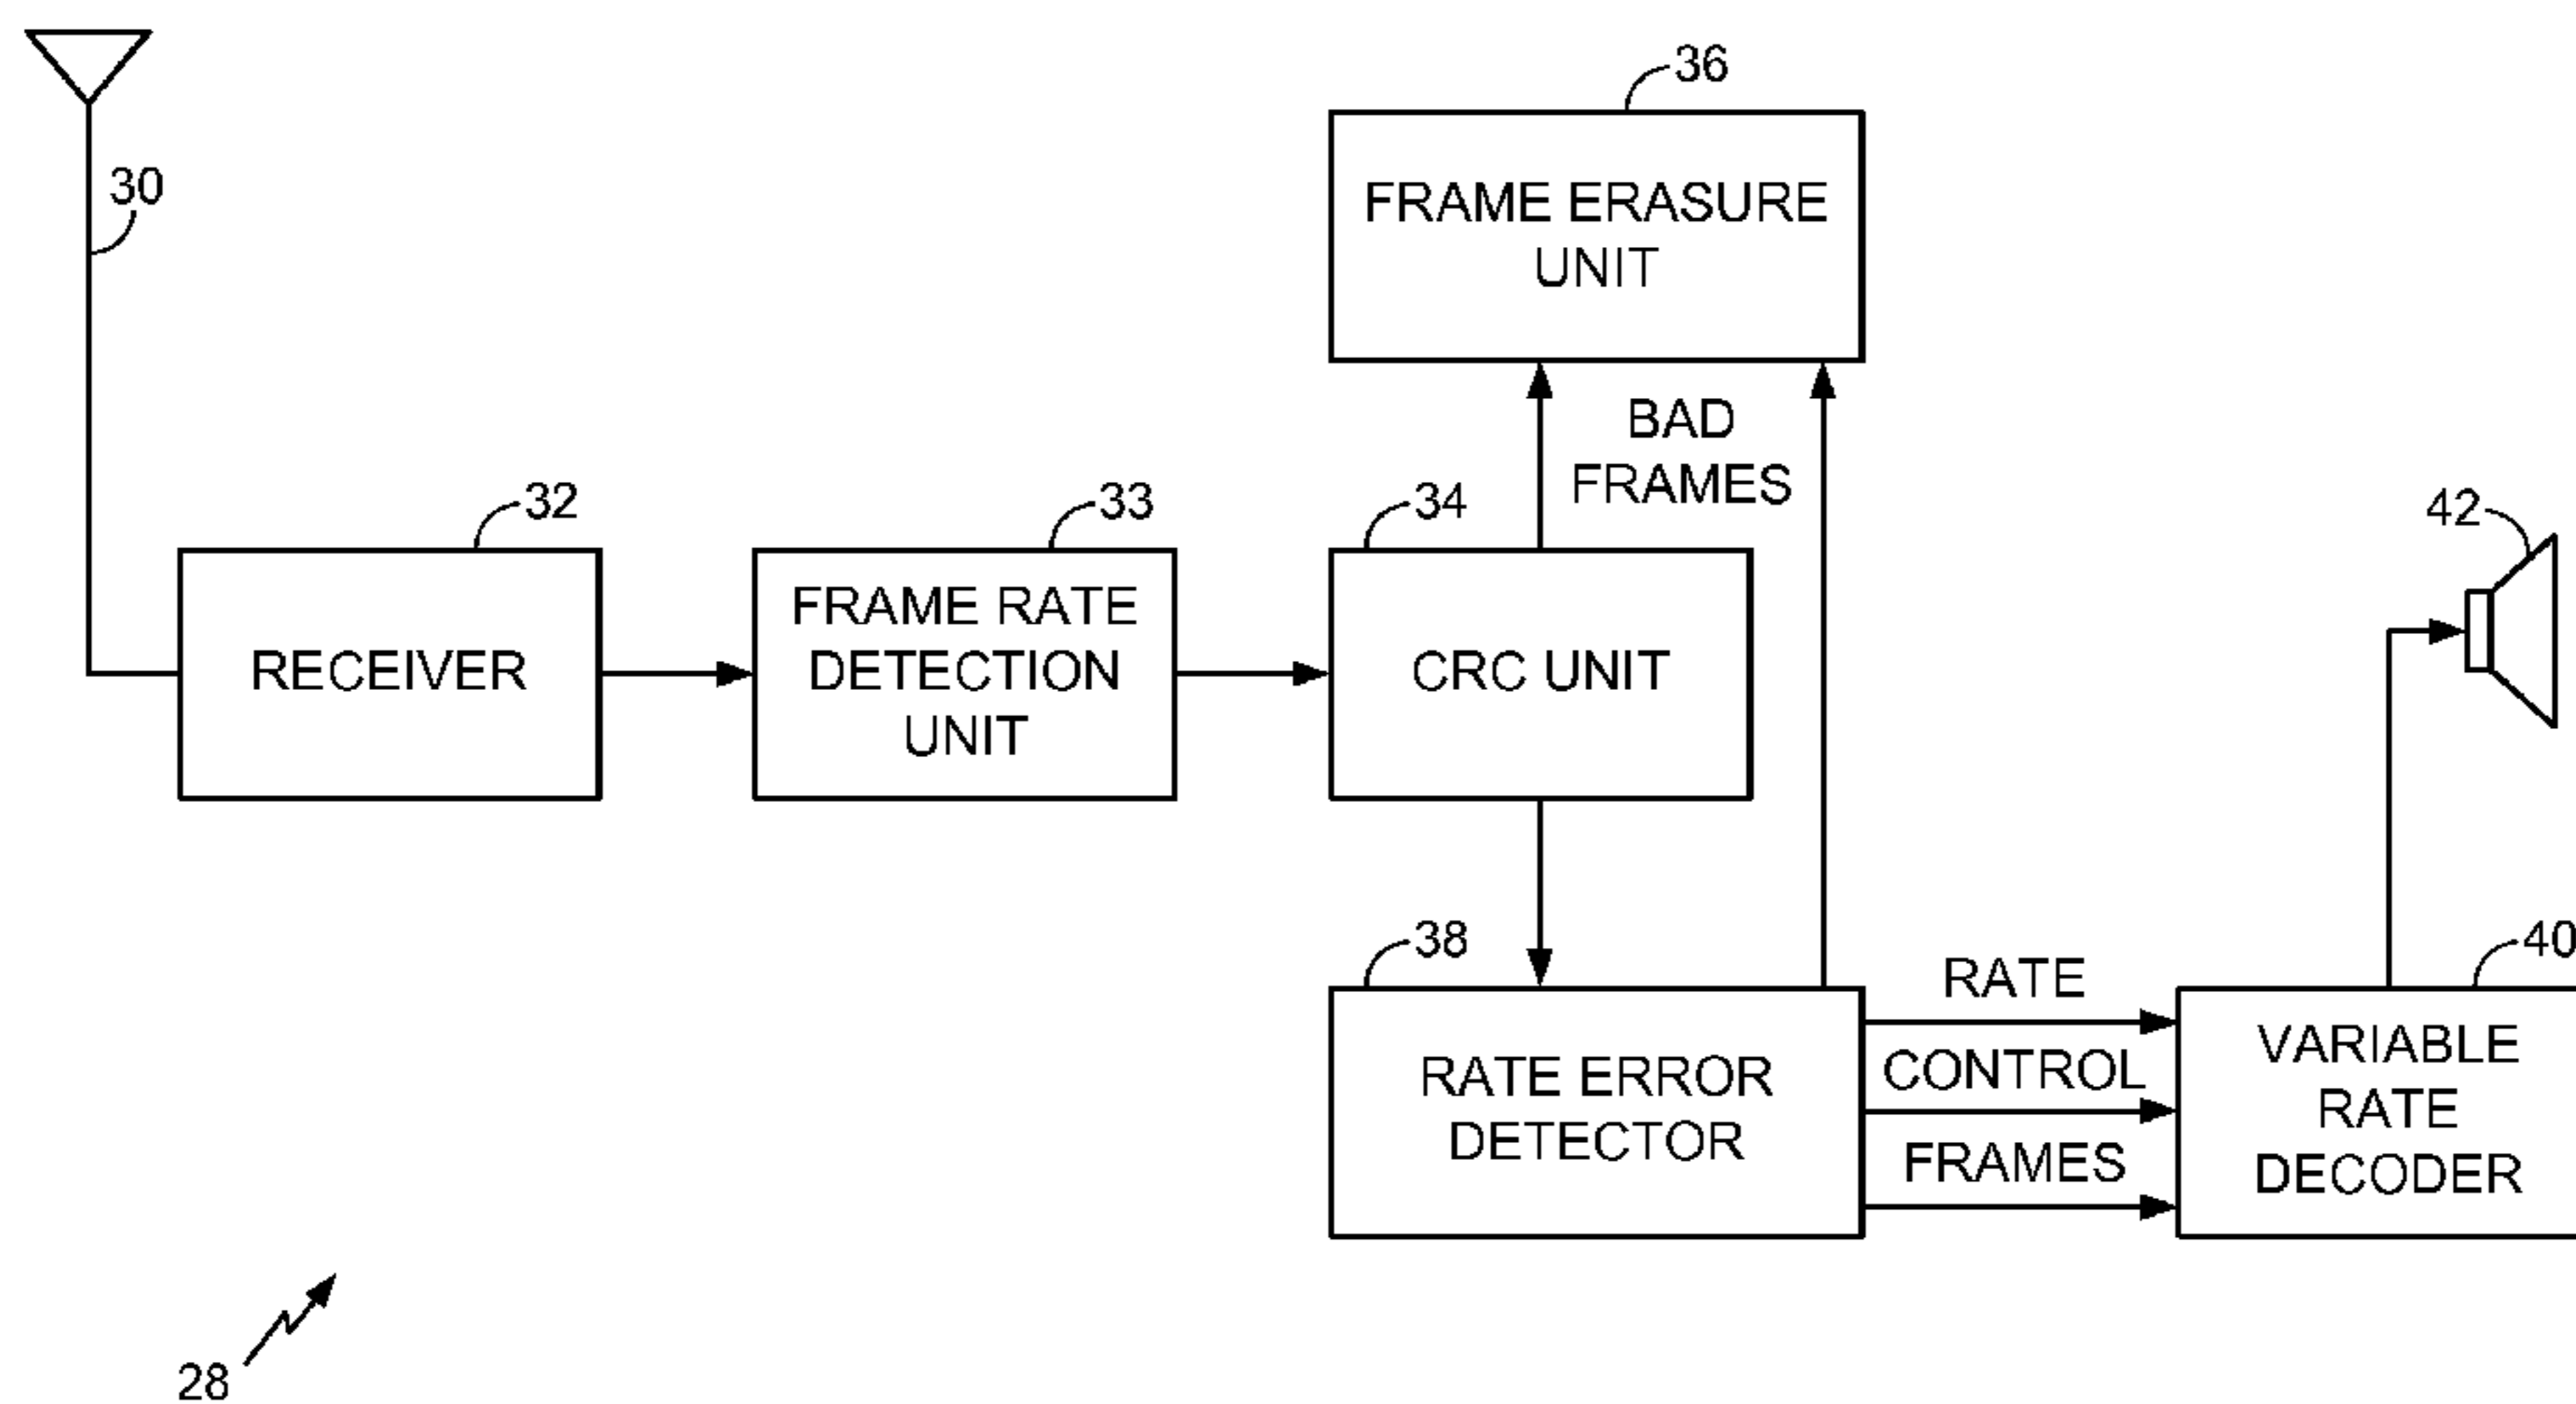 36
FRAME ERASURE
UNIT
30
BAD
FRAMES
32
RECEIVER
33
FRAME RATE
DETECTION
UNIT
34
CRC UNIT
42
38
RATE ERROR
DETECTOR
RATE
CONTROL
FRAMES
40
VARIABLE
RATE
DECODER
28